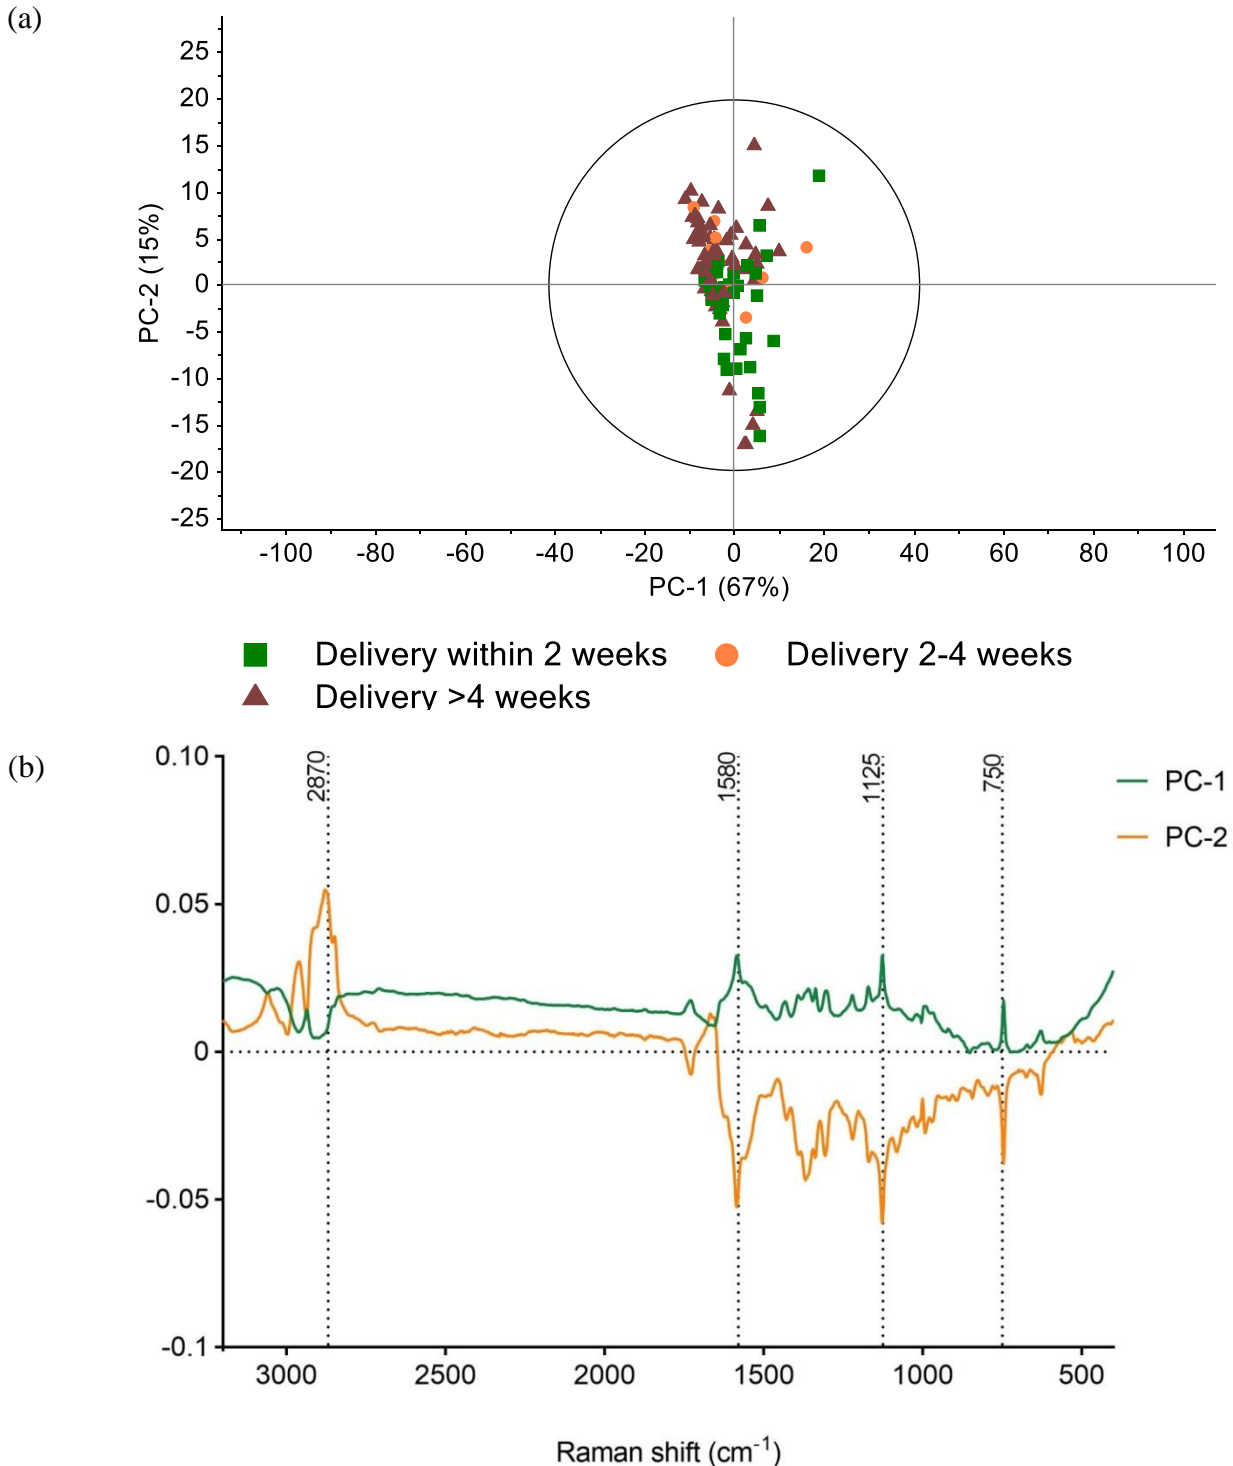 (a)
25
20
15
10
5
0
-5
-10
-15
-20
-25
PC-2 (15%)
-100 -80 -60 -40 -20 0 20 40 60 80 100
PC-1 (67%)
Delivery within 2 weeks Delivery 2-4 weeks
Delivery >4 weeks
(b)
0.10
0.05
0
-0.05
-0.1
2870 1580 1125 750
PC-1
PC-2
3000 2500 2000 1500 1000 500
Raman shift (cm⁻¹)